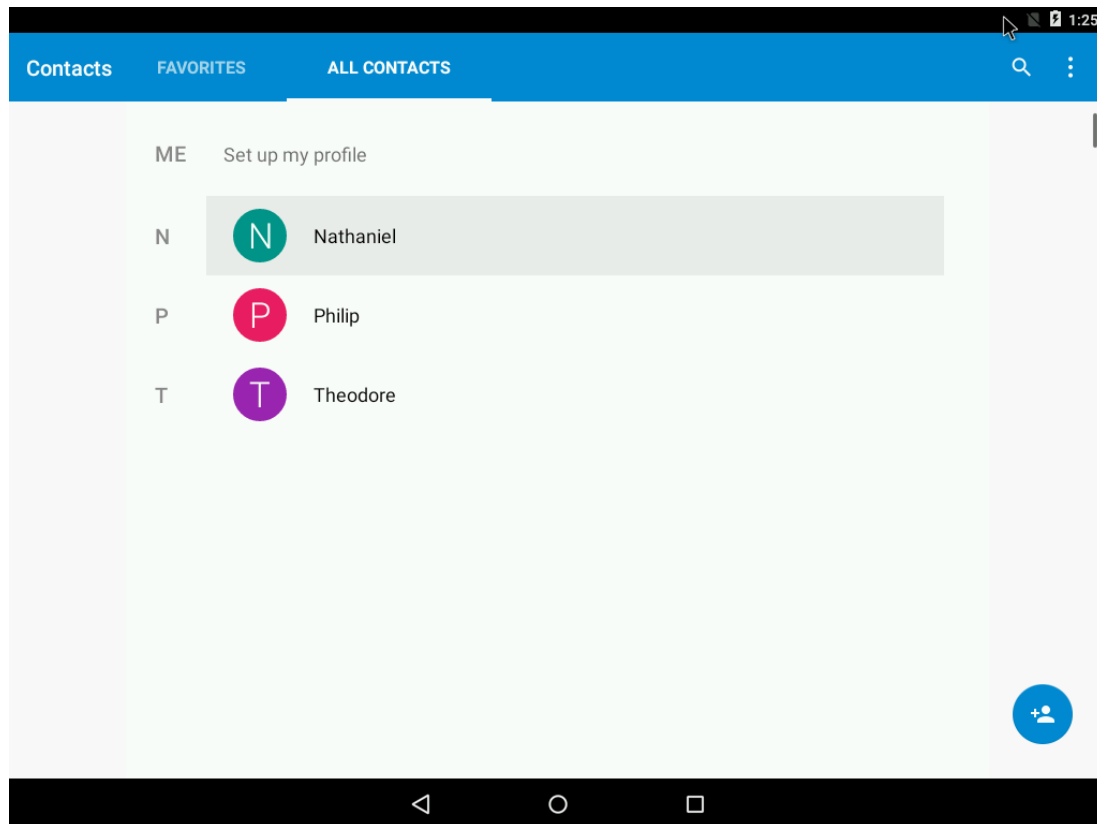 1:25
Contacts FAVORITES ALL CONTACTS
ME Set up my profile
N N Nathaniel
P P Philip
T T Theodore